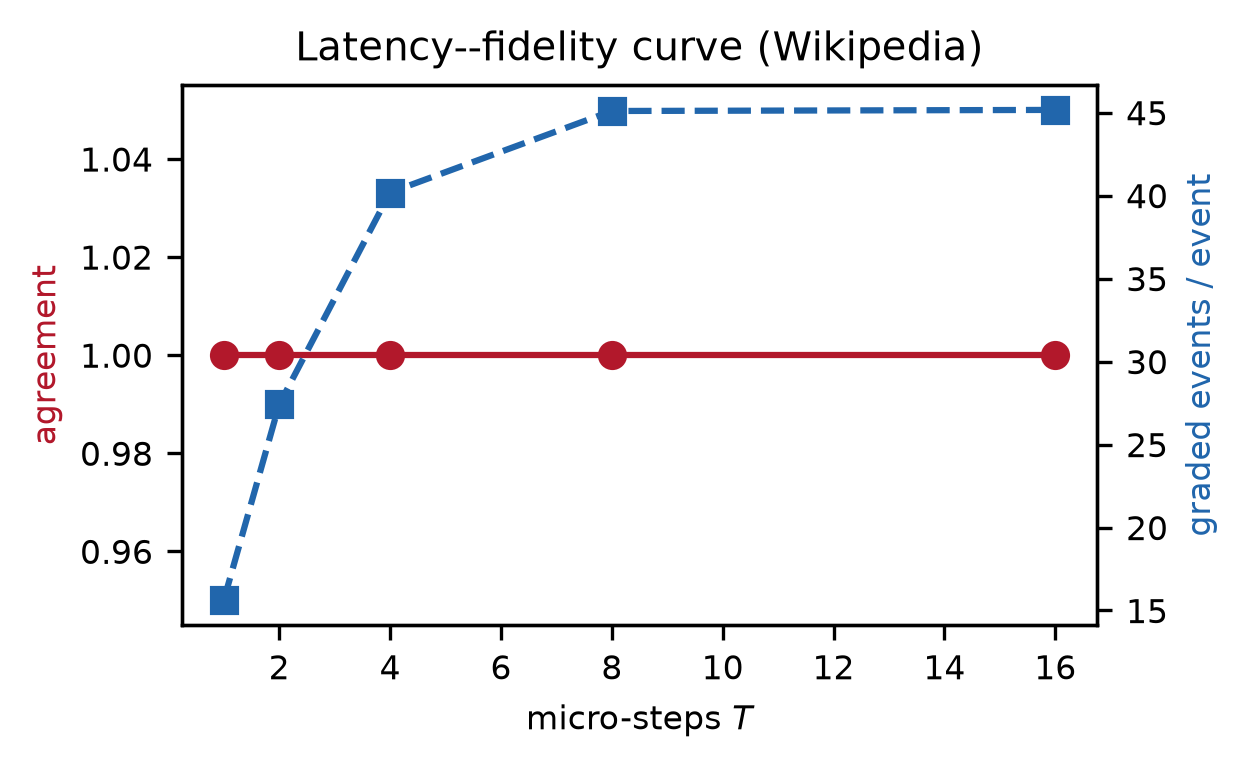 Latency--fidelity curve (Wikipedia)
agreement
1.04
1.02
1.00
0.98
0.96
45
40
35
30
25
20
15
graded events / event
2 4 6 8 10 12 14 16
micro-steps T